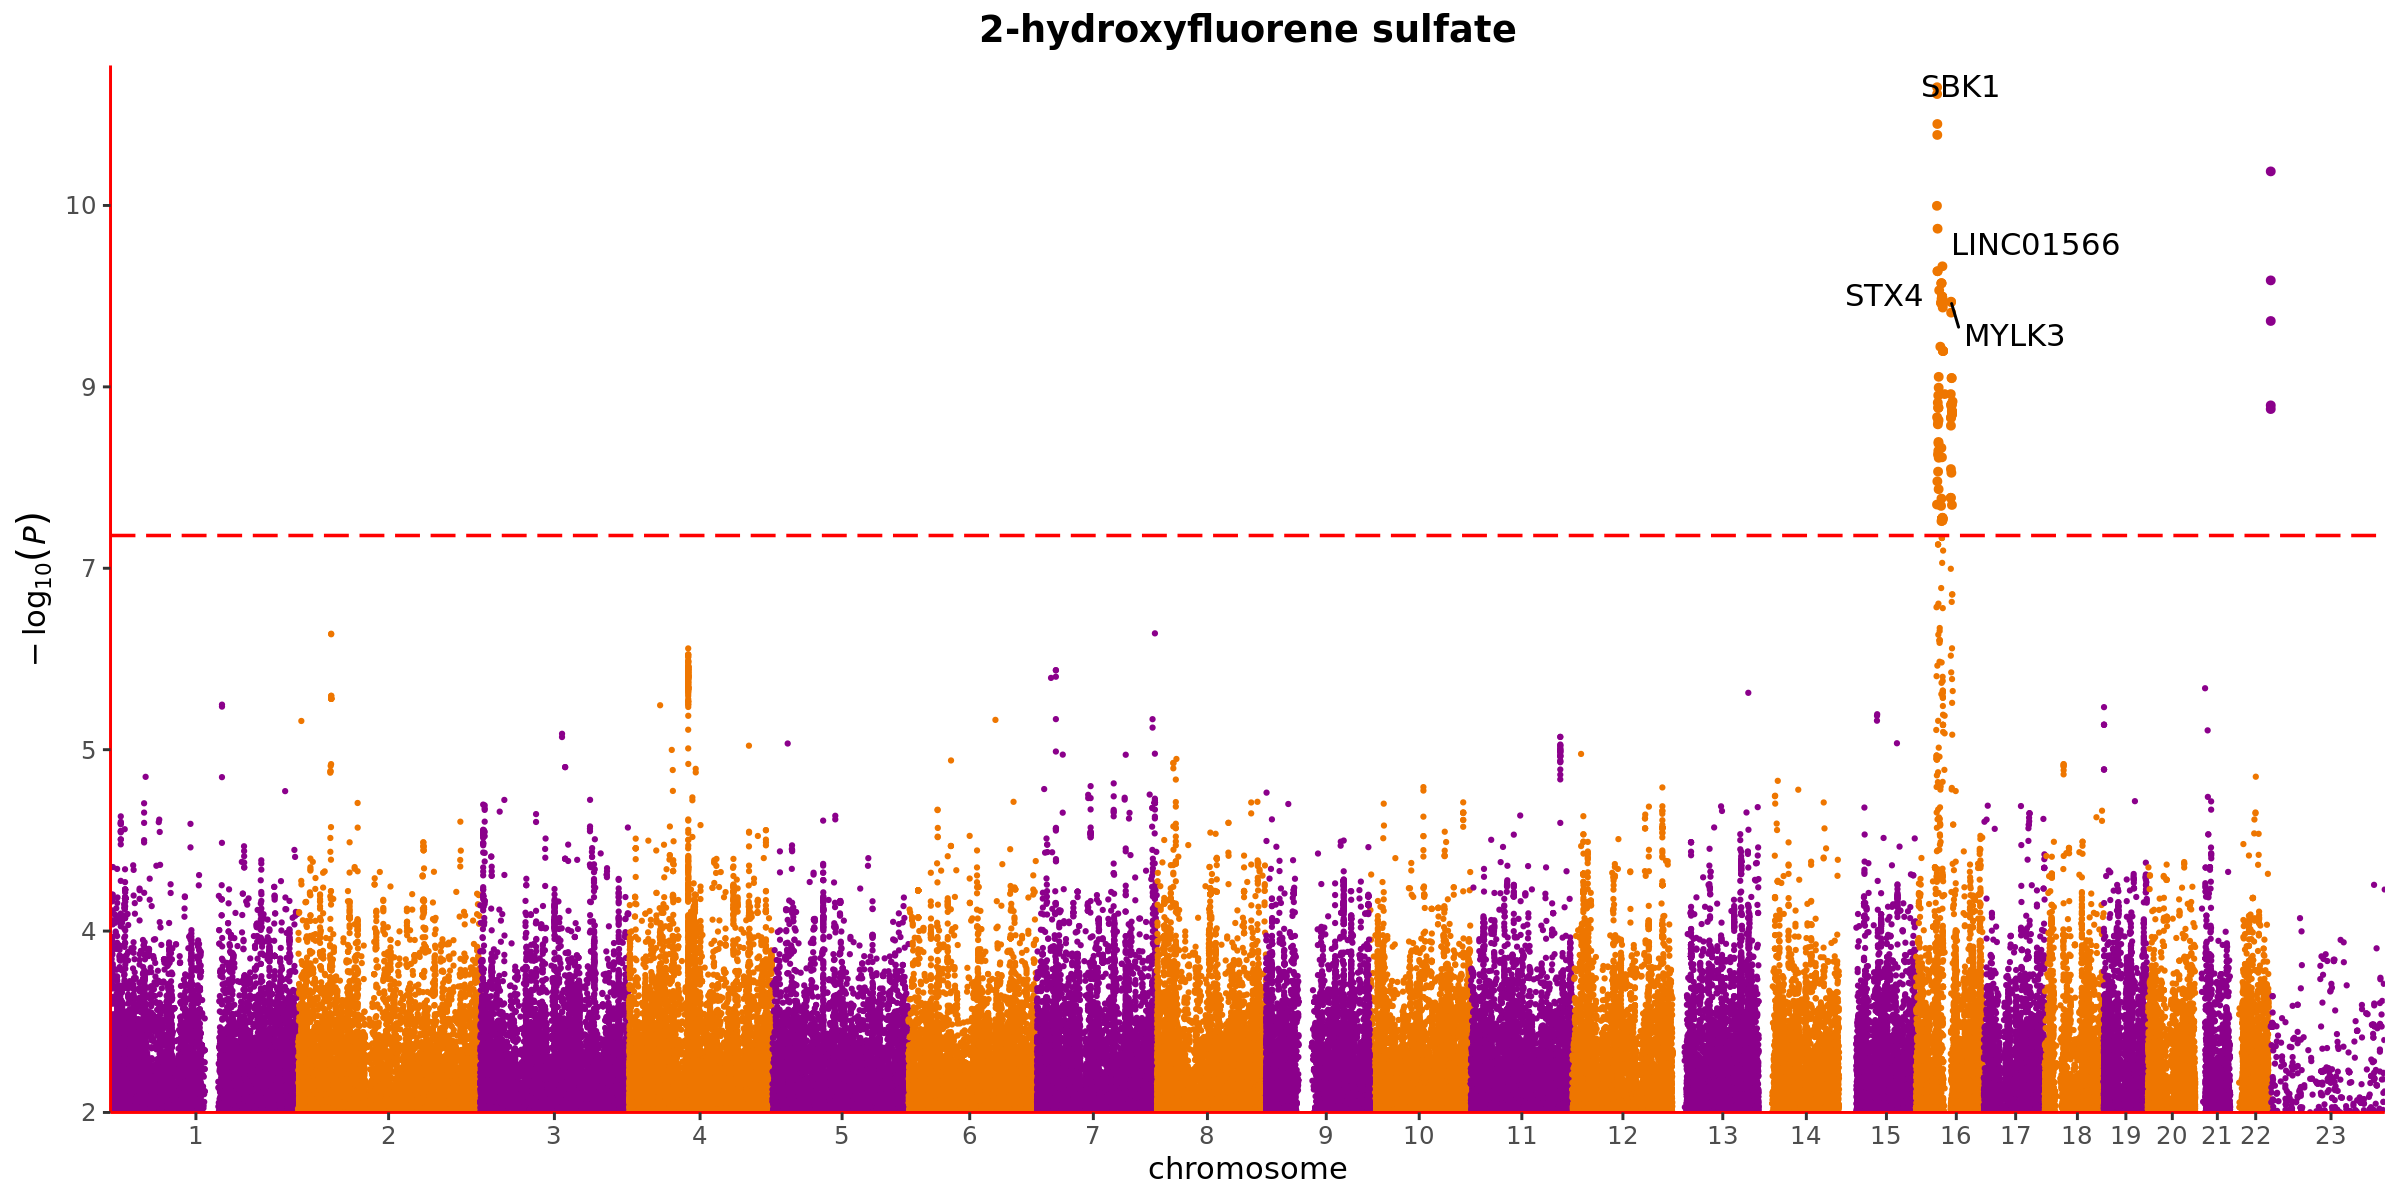 2-hydroxyfluorene sulfate
SBK1
10
LINC01566
STX4
MYLK3
9
7
5
4
2
− log10(P)
1 2 3 4 5 6 7 8 9 10 11 12 13 14 15 16 17 18 19 20 21 22 23
chromosome